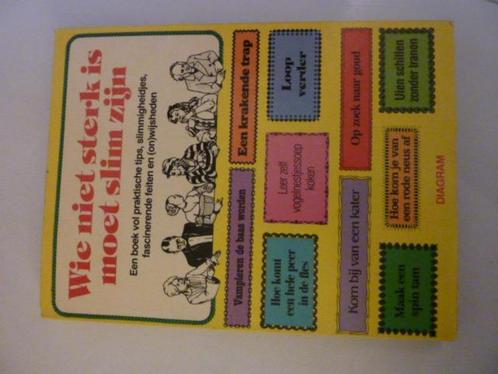 Wie niet sterk is
moet slim zijn
Een boek vol praktische tips, slimmigheidjes,
fascinerende feiten en (on)wijsheden
Vampieren de baas worden
Een krakende trap
Hoe komt
een hele peer
in de fles
Leer zelf
vogelnestjessoep
koken
Loop
verder
Kom bij van een kater
Op zoek naar goud
Maak een
spin tam
Hoe kom je van
een rode neus af
Uien schillen
zonder tranen
DIAGRAM